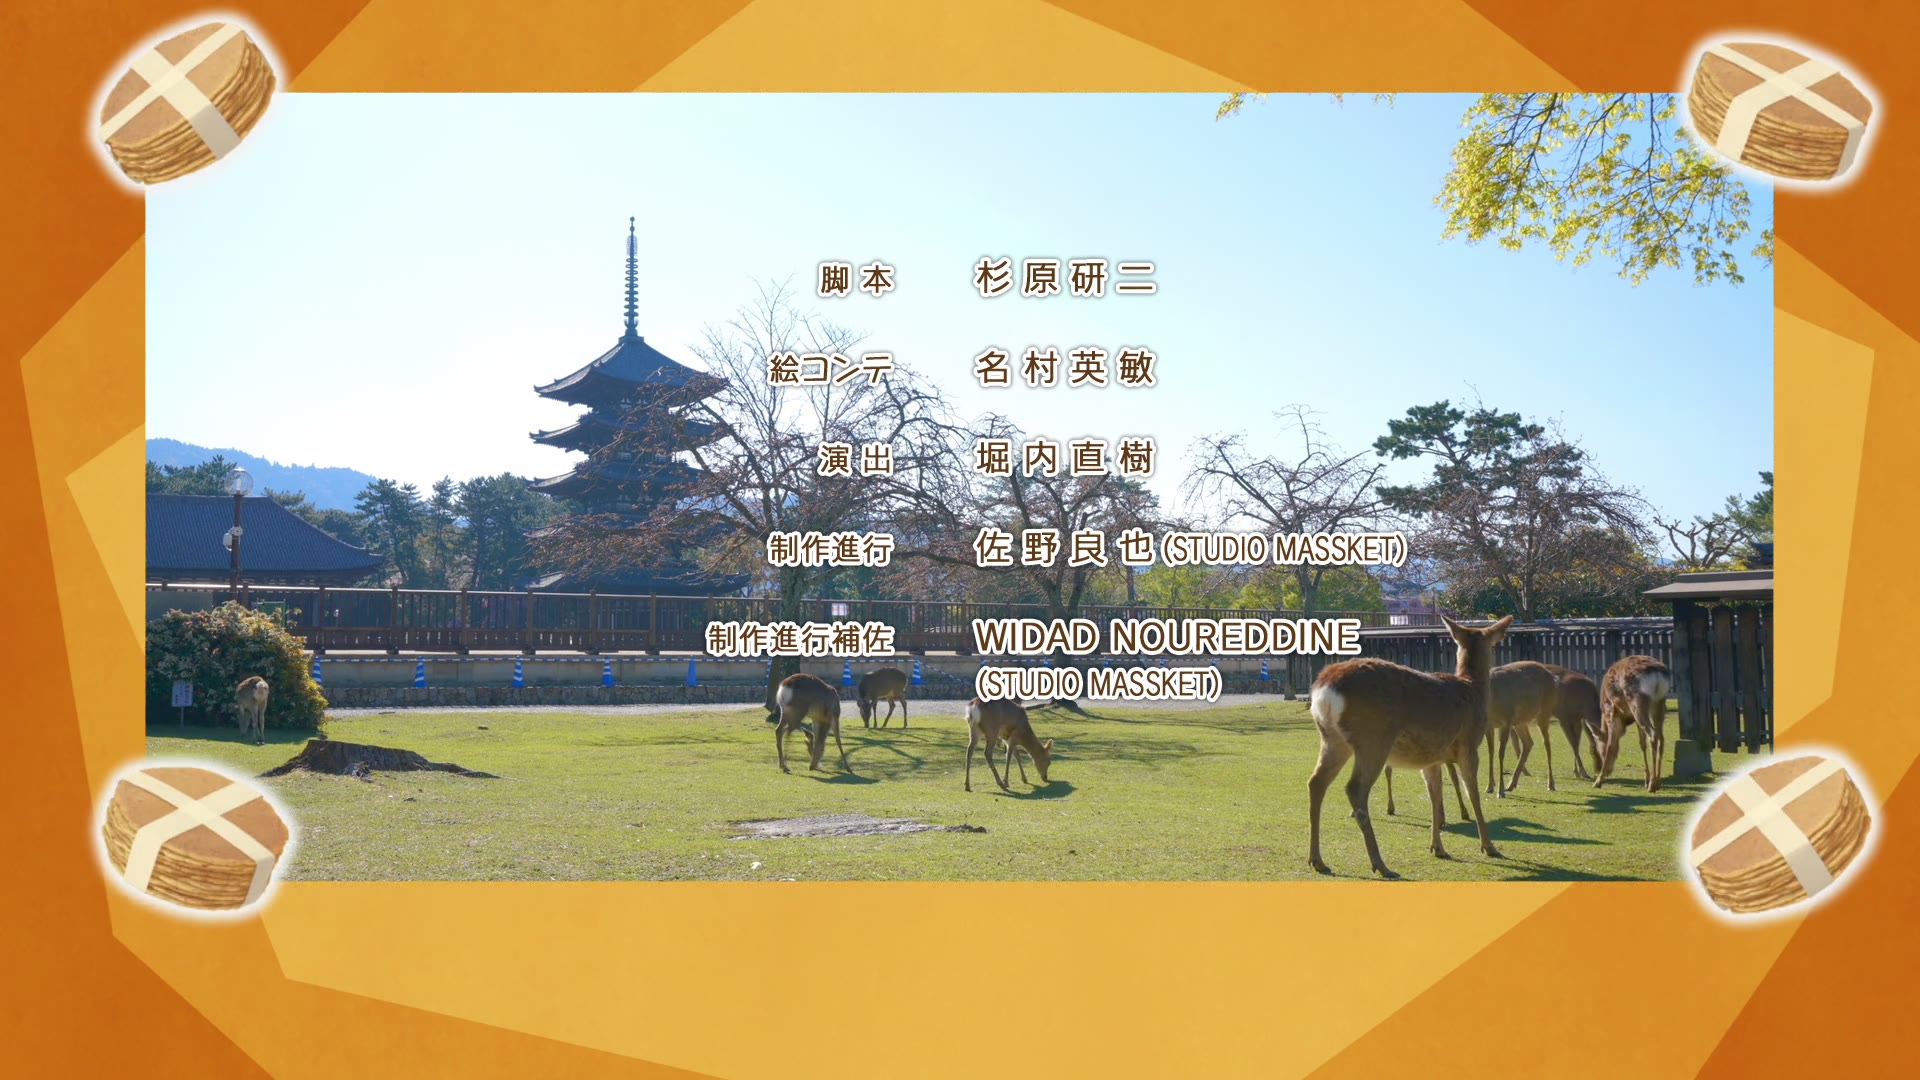 脚本 杉原研二
絵コンテ 名村英敏
演出 堀内直樹
制作進行 佐野良也(STUDIO MASSKET)
制作進行補佐 WIDAD NOUREDDINE
(STUDIO MASSKET)